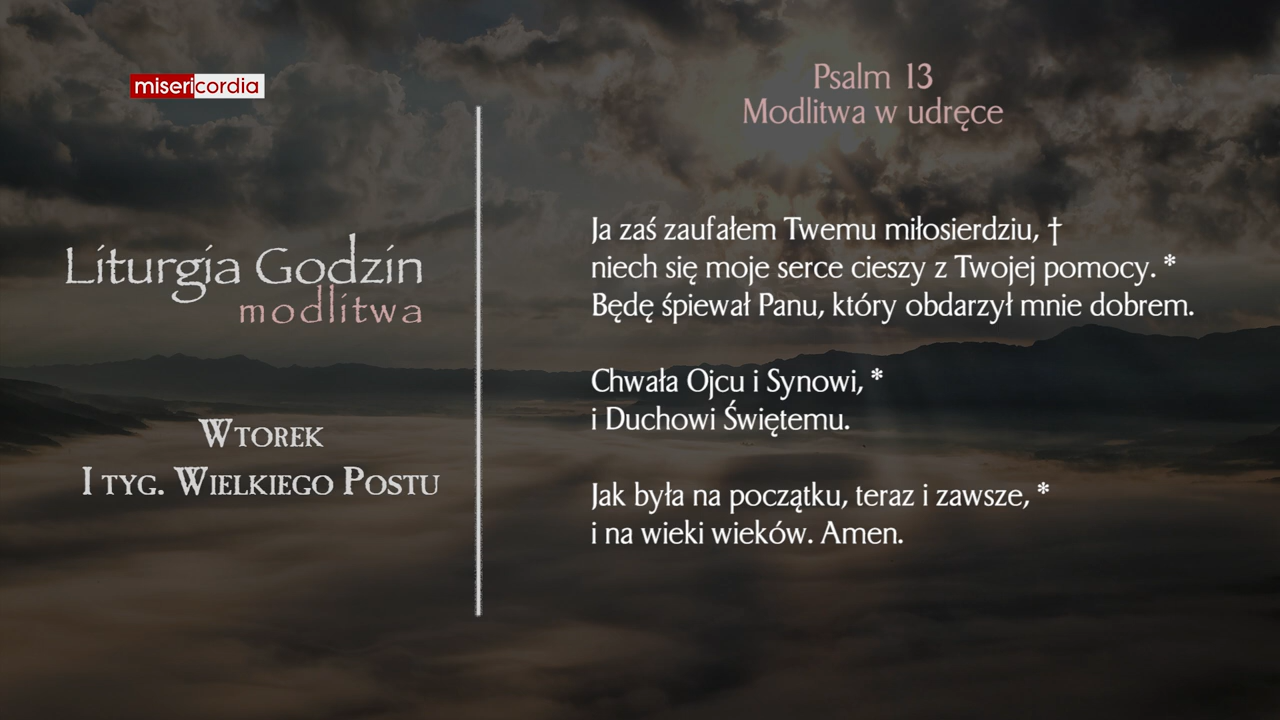 misericordia
Liturgia Godzin
modlitwa
Wtorek
I tyg. Wielkiego Postu
Psalm 13
Modlitwa w udręce
Ja zaś zaufałem Twemu miłosierdziu, †
niech się moje serce cieszy z Twojej pomocy. *
Będę śpiewał Panu, który obdarzył mnie dobrem.
Chwała Ojcu i Synowi, *
i Duchowi Świętemu.
Jak była na początku, teraz i zawsze, *
i na wieki wieków. Amen.